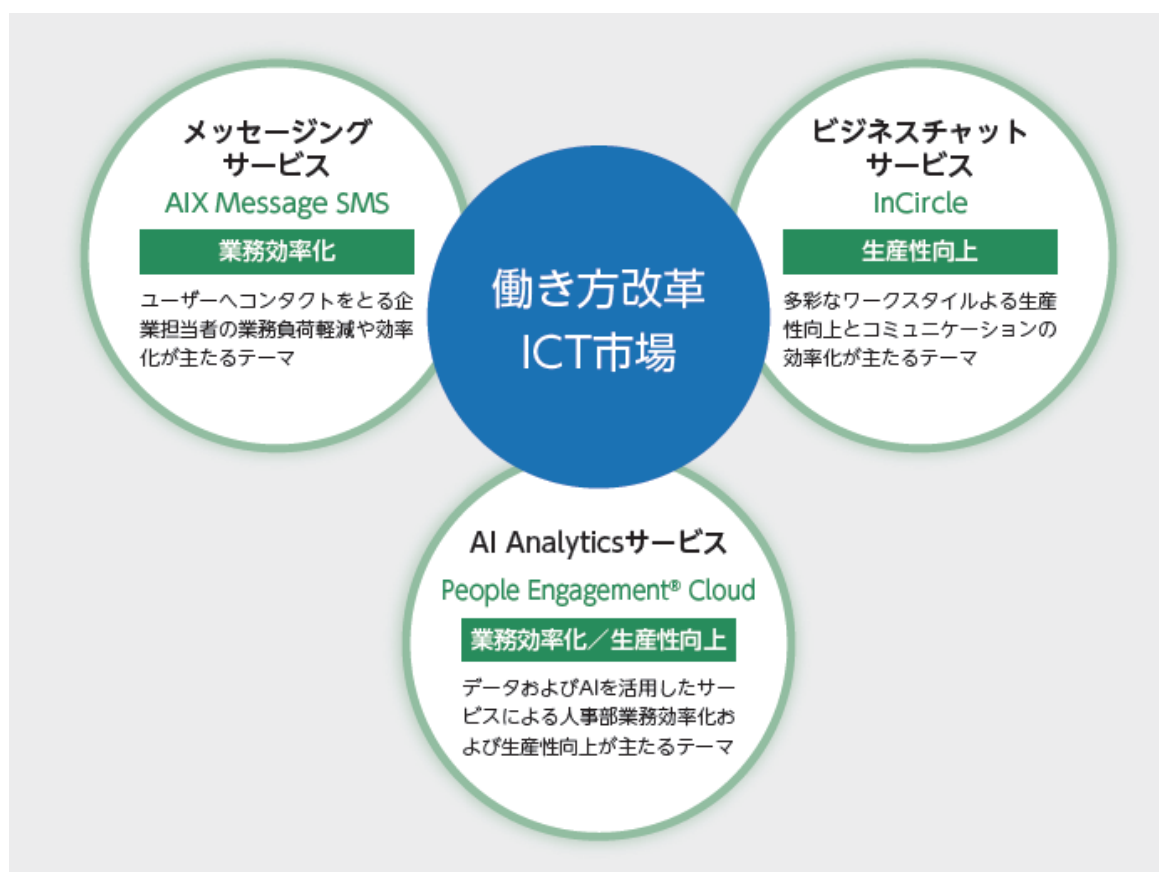 メッセージング
サービス
AIX Message SMS
業務効率化
ユーザーへコンタクトをとる企
業担当者の業務負荷軽減や効率
化が主たるテーマ
働き方改革
ICT市場
ビジネスチャット
サービス
InCircle
生産性向上
多彩なワークスタイルよる生産
性向上とコミュニケーションの
効率化が主たるテーマ
AI Analyticsサービス
People Engagement® Cloud
業務効率化／生産性向上
データおよびAIを活用したサー
ビスによる人事部業務効率化お
よび生産性向上が主たるテーマ